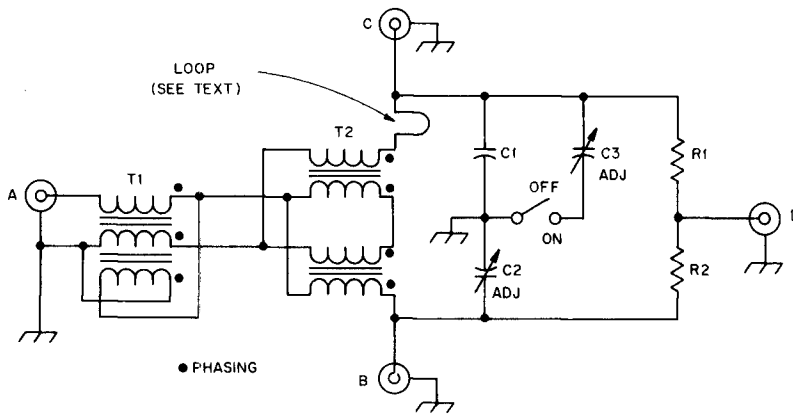 C
LOOP
(SEE TEXT)
T2
T1
A
C1
C3
ADJ
R1
OFF
ON
C2
ADJ
R2
B
● PHASING